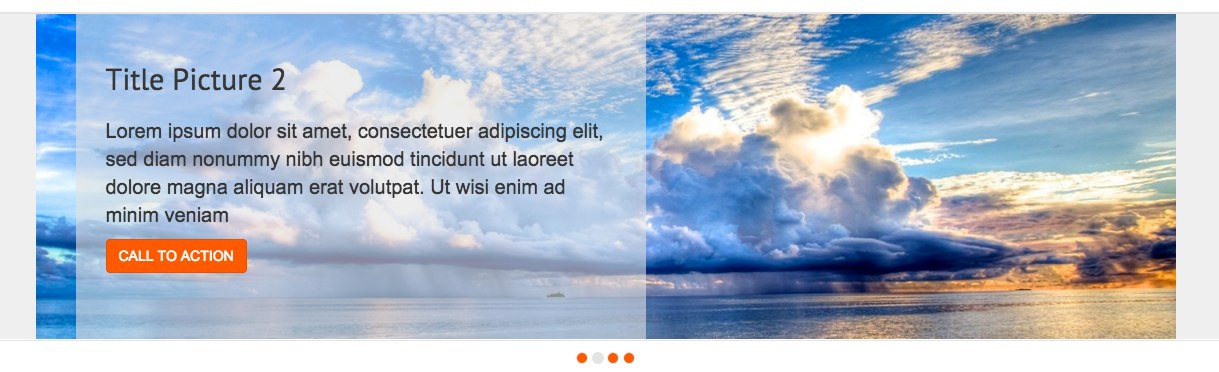 Title Picture 2
Lorem ipsum dolor sit amet, consectetuer adipiscing elit,
sed diam nonummy nibh euismod tincidunt ut laoreet
dolore magna aliquam erat volutpat. Ut wisi enim ad
minim veniam
CALL TO ACTION